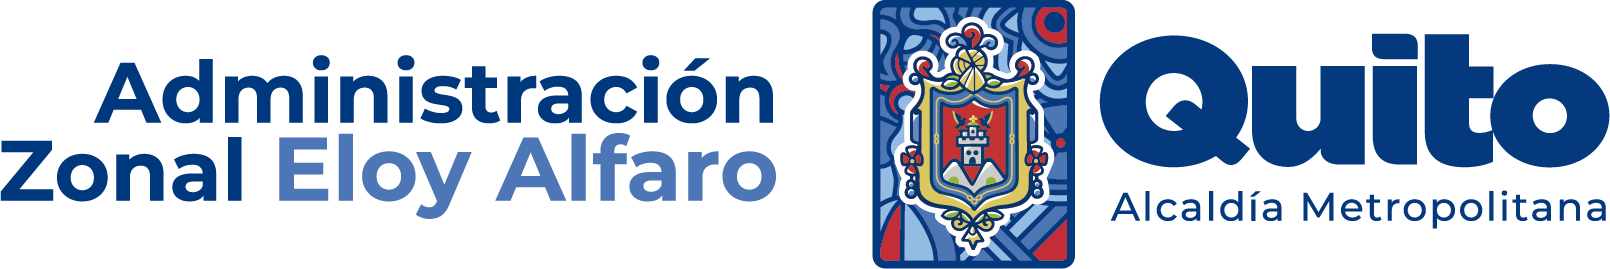 Administración
Zonal Eloy Alfaro
Quito
Alcaldía Metropolitana